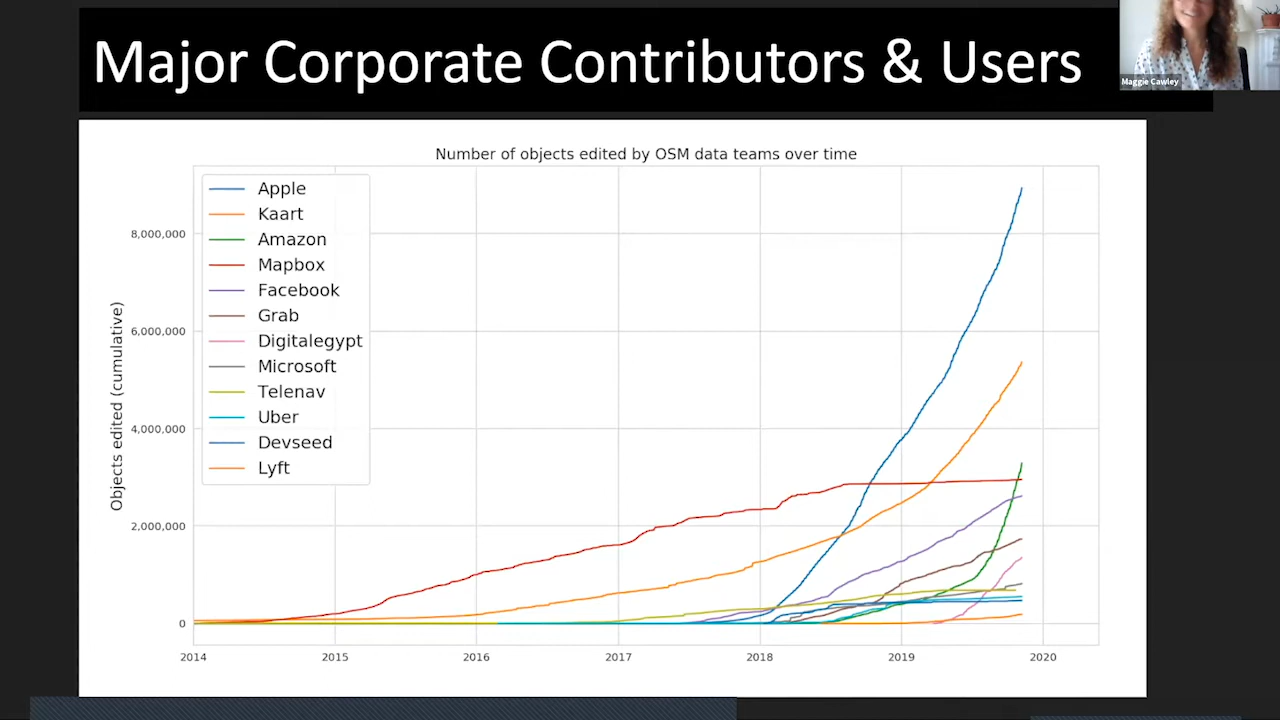 Major Corporate Contributors & Users
Maggie Cawley
Number of objects edited by OSM data teams over time
Apple
Kaart
Amazon
Mapbox
Facebook
Grab
Digitalegypt
Microsoft
Telenav
Uber
Devseed
Lyft
Objects edited (cumulative)
8,000,000
6,000,000
4,000,000
2,000,000
0
2014 2015 2016 2017 2018 2019 2020